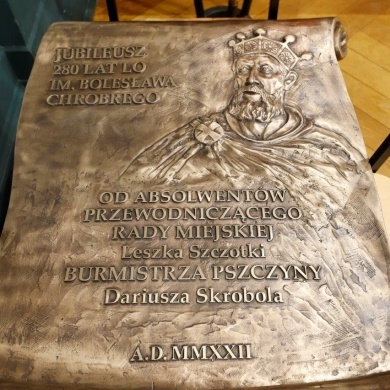 JUBILEUSZ
280 LAT LO
IM. BOLESŁAWA
CHROBREGO
OD ABSOLWENTÓW
PRZEWODNICZĄCEGO
RADY MIEJSKIEJ
Leszka Szczotki
BURMISTRZA PSZCZYNY
Dariusza Skrobola
A.D. MMXXII